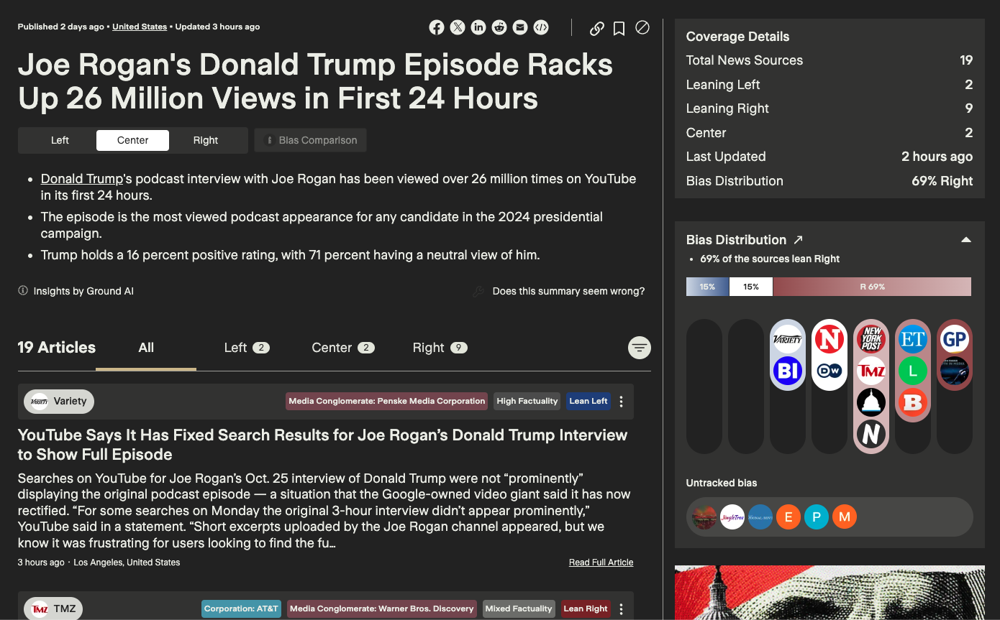 Published 2 days ago • United States • Updated 3 hours ago
Joe Rogan's Donald Trump Episode Racks
Up 26 Million Views in First 24 Hours
Left
Center
Right
Bias Comparison
• Donald Trump's podcast interview with Joe Rogan has been viewed over 26 million times on YouTube
in its first 24 hours.
• The episode is the most viewed podcast appearance for any candidate in the 2024 presidential
campaign.
• Trump holds a 16 percent positive rating, with 71 percent having a neutral view of him.
Insights by Ground AI
Does this summary seem wrong?
19 Articles
All
Left 2
Center 2
Right 9
VARIETY Variety
Media Conglomerate: Penske Media Corporation
High Factuality
Lean Left
YouTube Says It Has Fixed Search Results for Joe Rogan’s Donald Trump Interview
to Show Full Episode
Searches on YouTube for Joe Rogan’s Oct. 25 interview of Donald Trump were not “prominently”
displaying the original podcast episode — a situation that the Google-owned video giant said it has now
rectified. “For some searches on Monday the original 3-hour interview didn’t appear prominently,”
YouTube said in a statement. “Short excerpts uploaded by the Joe Rogan channel appeared, but we
know it was frustrating for users looking to find the fu...
3 hours ago · Los Angeles, United States
Read Full Article
TMZ TMZ
Corporation: AT&T
Media Conglomerate: Warner Bros. Discovery
Mixed Factuality
Lean Right
Coverage Details
Total News Sources 19
Leaning Left 2
Leaning Right 9
Center 2
Last Updated 2 hours ago
Bias Distribution 69% Right
Bias Distribution
• 69% of the sources lean Right
15%
15%
R 69%
VARIETY
N
NEW YORK POST
ET
GP
BI
DW
TMZ
L
B
N
Untracked bias
JingleTree
E
P
M